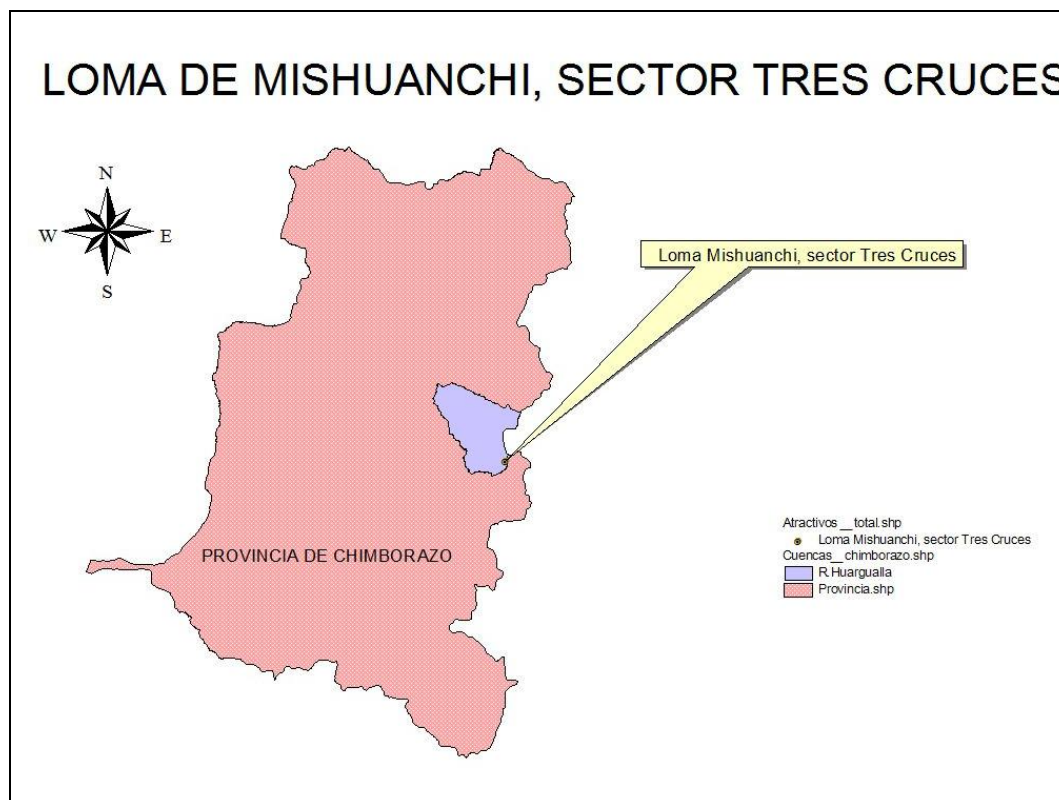 LOMA DE MISHUANCHI, SECTOR TRES CRUCES
N
W E
S
Loma Mishuanchi, sector Tres Cruces
PROVINCIA DE CHIMBORAZO
Atractivos__total.shp
Loma Mishuanchi, sector Tres Cruces
Cuencas__chimborazo.shp
R.Huargualla
Provincia.shp